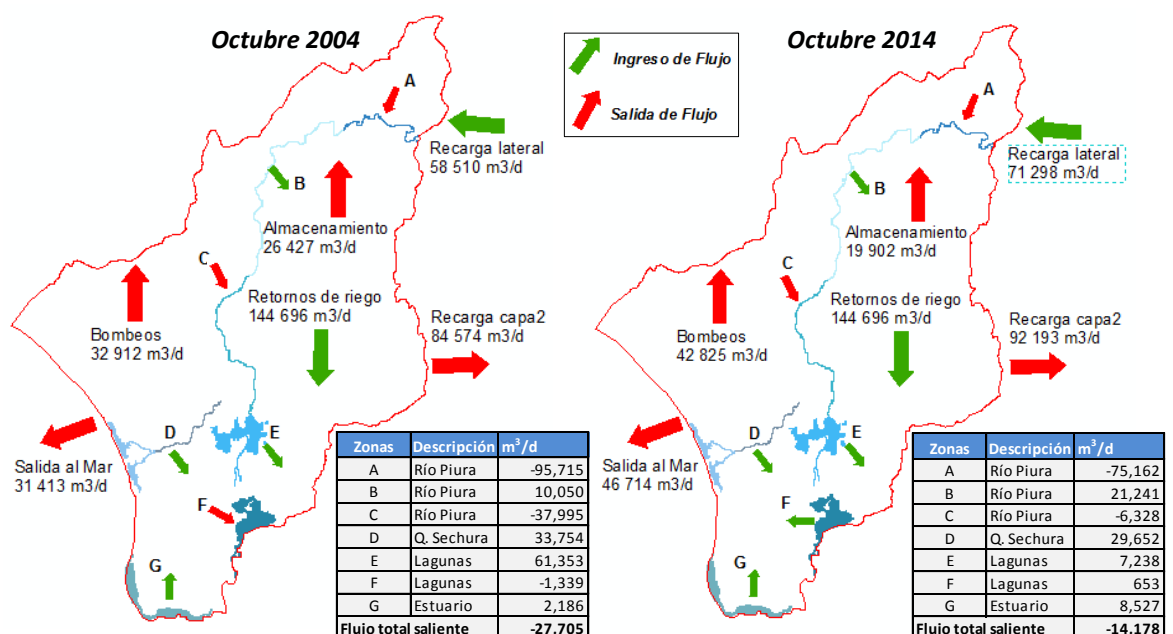 Octubre 2004
A
Recarga lateral
58 510 m3/d
B
Almacenamiento
26 427 m3/d
C
Retornos de riego
144 696 m3/d
Bombeos
32 912 m3/d
Recarga capa2
84 574 m3/d
D
E
Salida al Mar
31 413 m3/d
F
G
Zonas Descripción m³/d
A Río Piura -95,715
B Río Piura 10,050
C Río Piura -37,995
D Q. Sechura 33,754
E Lagunas 61,353
F Lagunas -1,339
G Estuario 2,186
Flujo total saliente -27,705
Ingreso de Flujo
Salida de Flujo
Octubre 2014
A
Recarga lateral
71 298 m3/d
B
Almacenamiento
19 902 m3/d
C
Retornos de riego
144 696 m3/d
Bombeos
42 825 m3/d
Recarga capa2
92 193 m3/d
D
E
Salida al Mar
46 714 m3/d
F
G
Zonas Descripción m³/d
A Río Piura -75,162
B Río Piura 21,241
C Río Piura -6,328
D Q. Sechura 29,652
E Lagunas 7,238
F Lagunas 653
G Estuario 8,527
Flujo total saliente -14,178